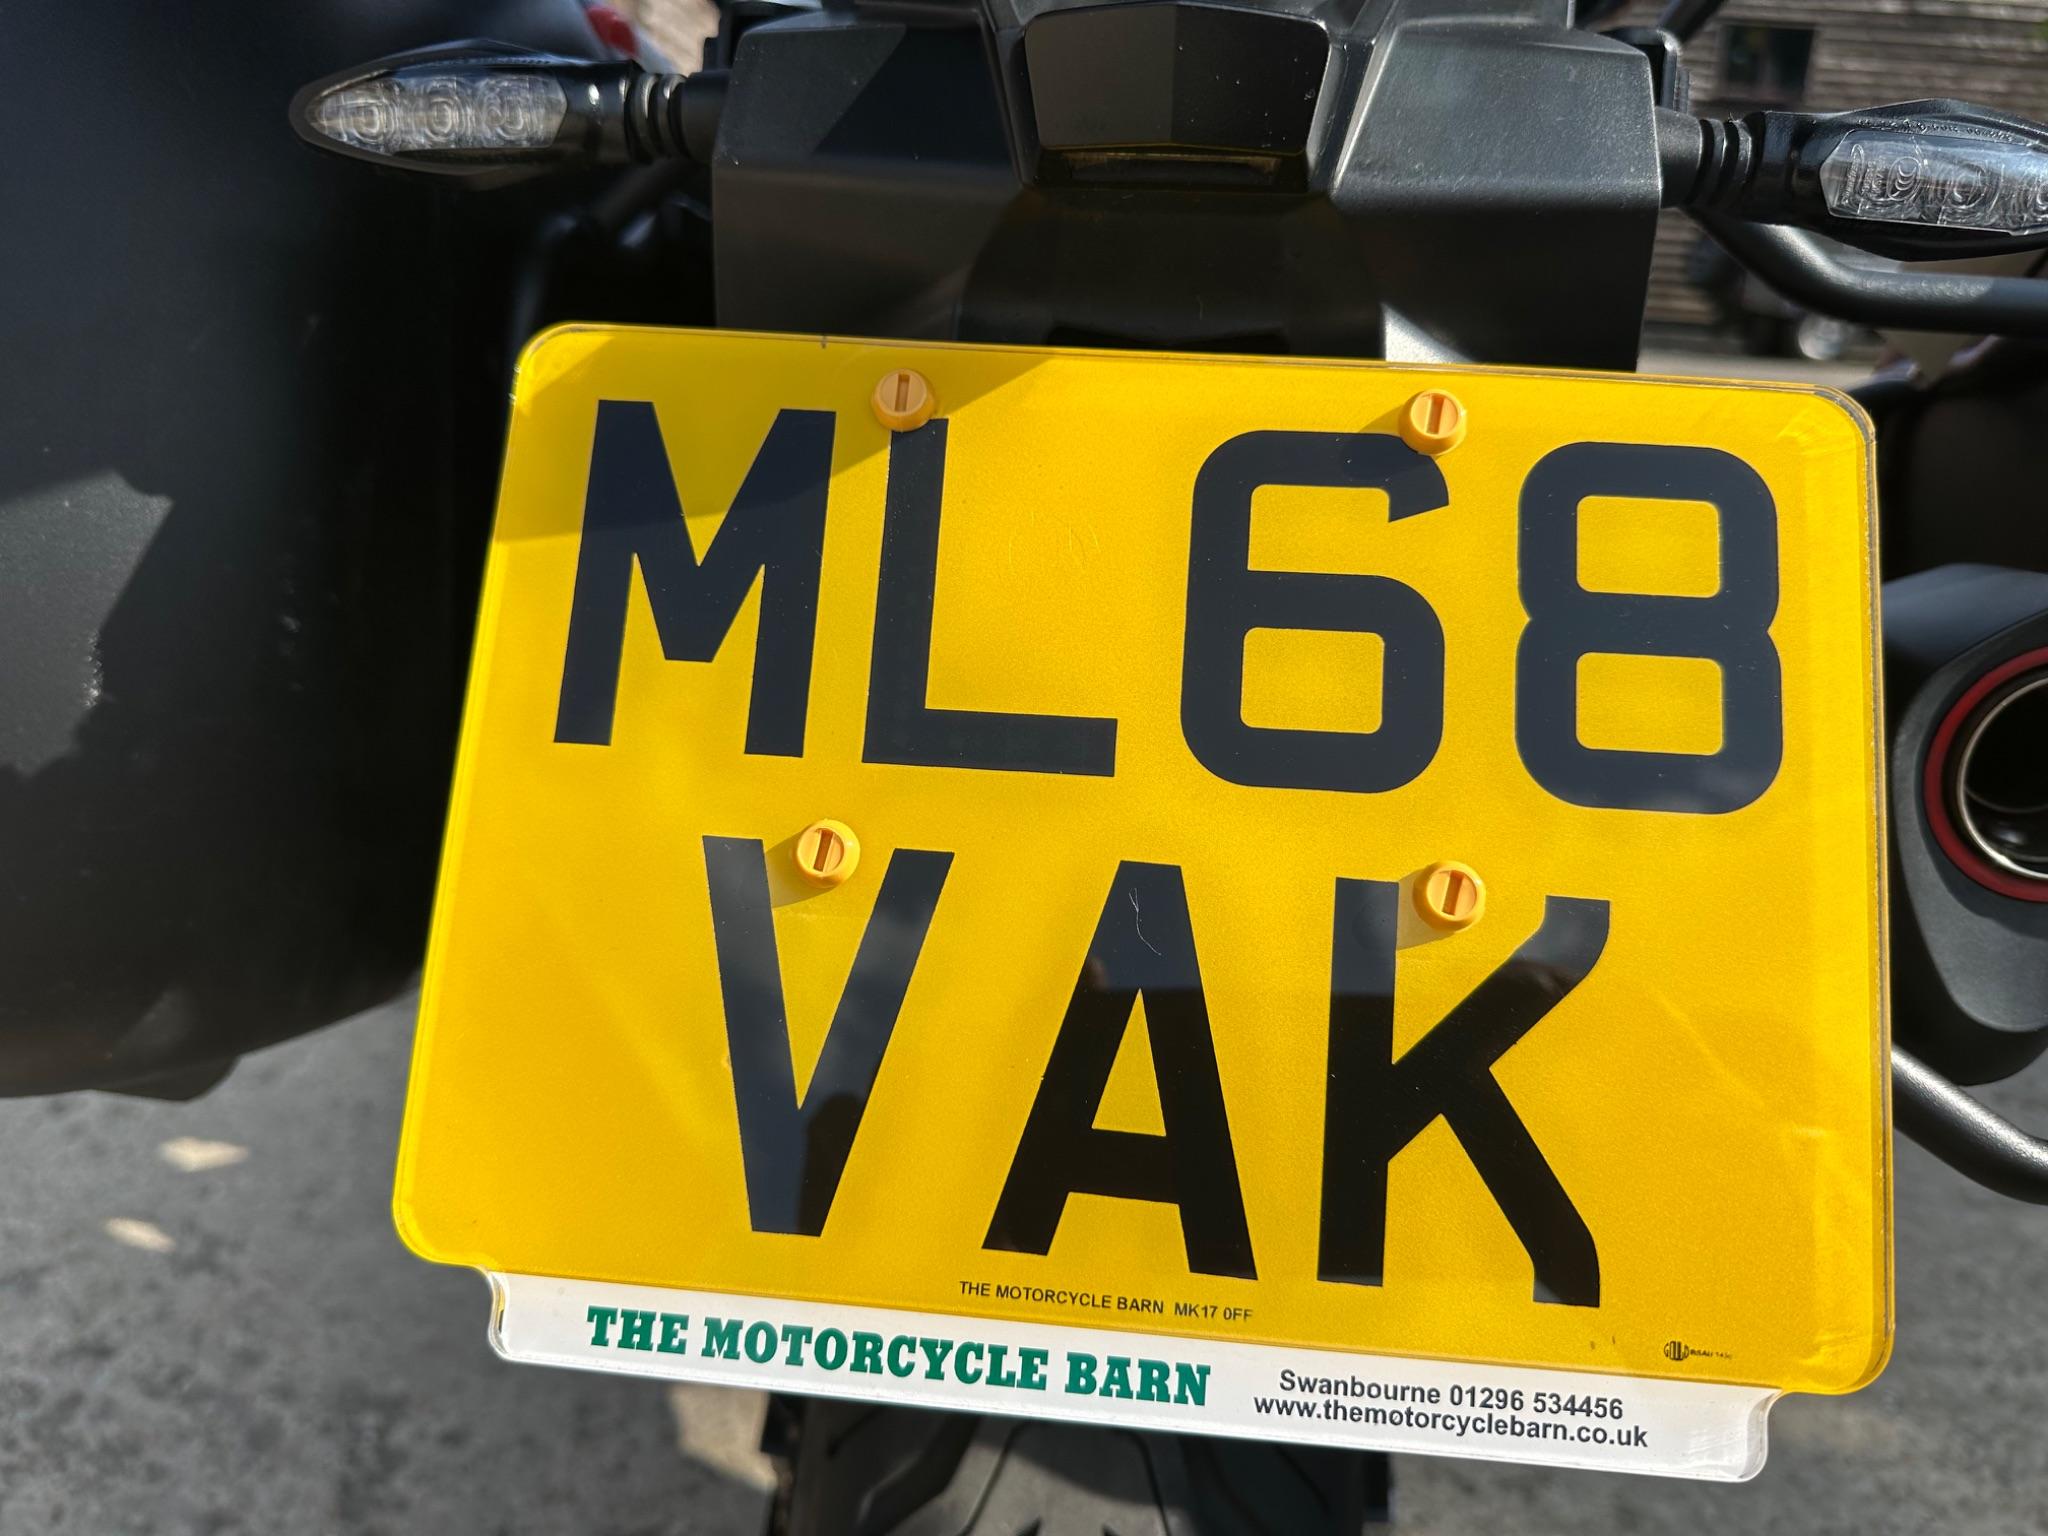 ML68
VAK
THE MOTORCYCLE BARN MK17 0FF
THE MOTORCYCLE BARN
Swanbourne 01296 534456
www.themotorcyclebarn.co.uk